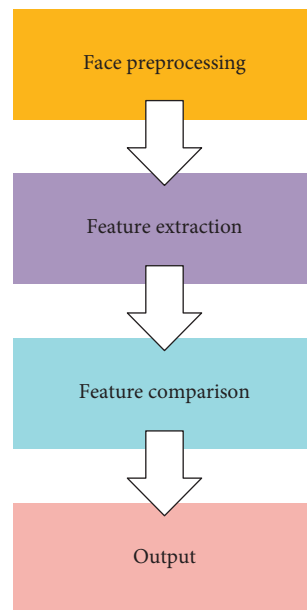 Face preprocessing
Feature extraction
Feature comparison
Output